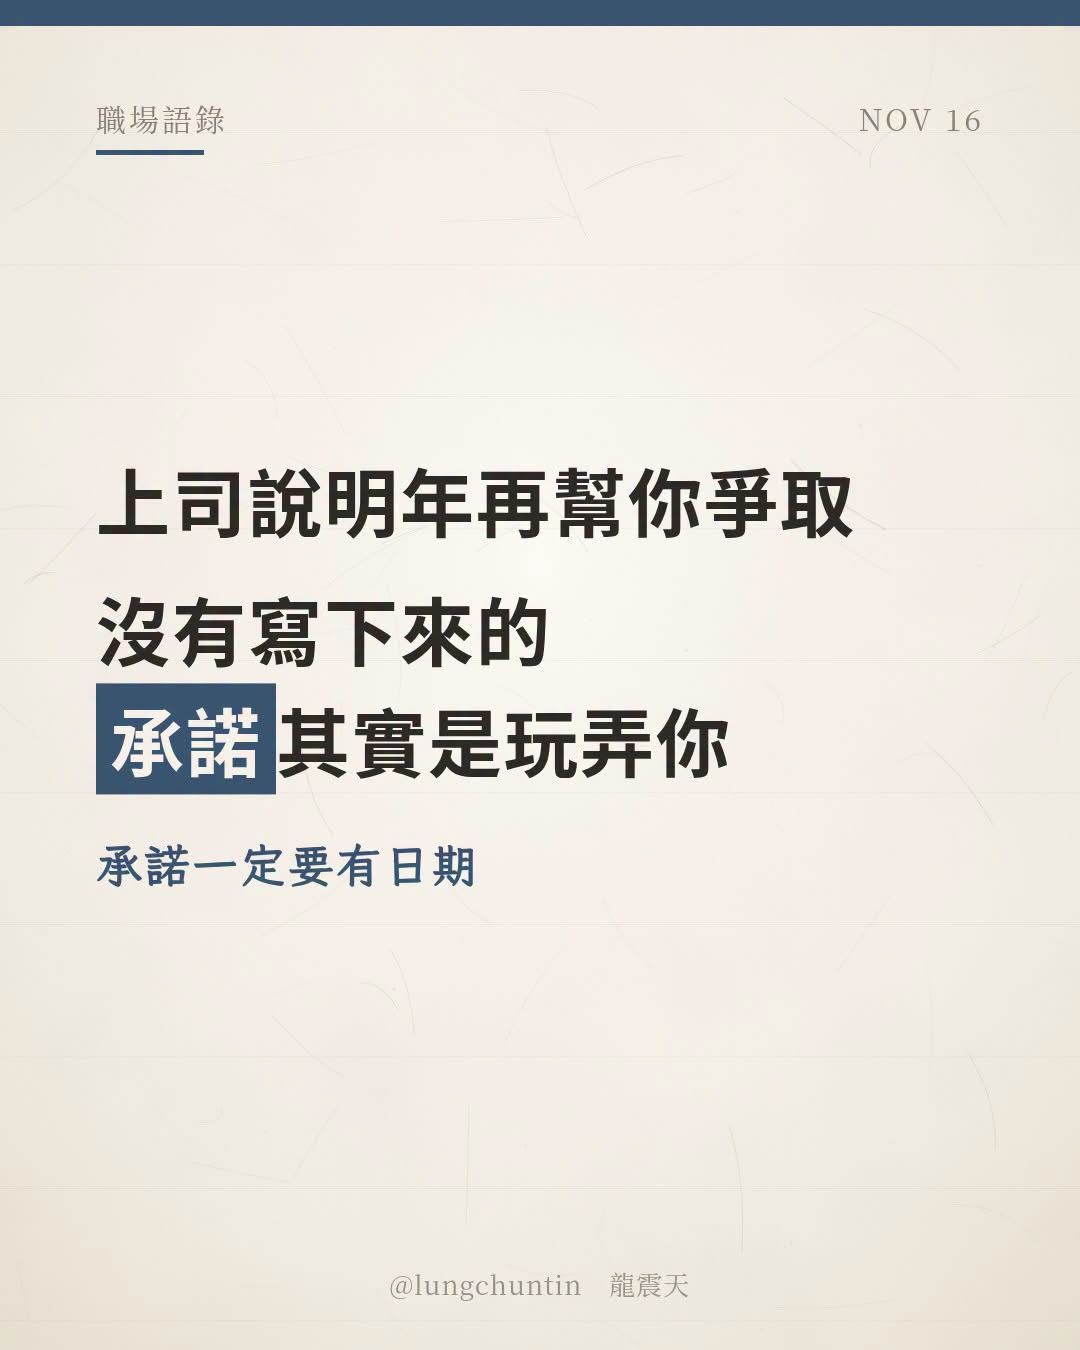 職場語錄
NOV 16
上司說明年再幫你爭取
沒有寫下來的
承諾其實是玩弄你
承諾一定要有日期
@lungchuntin 龍震天